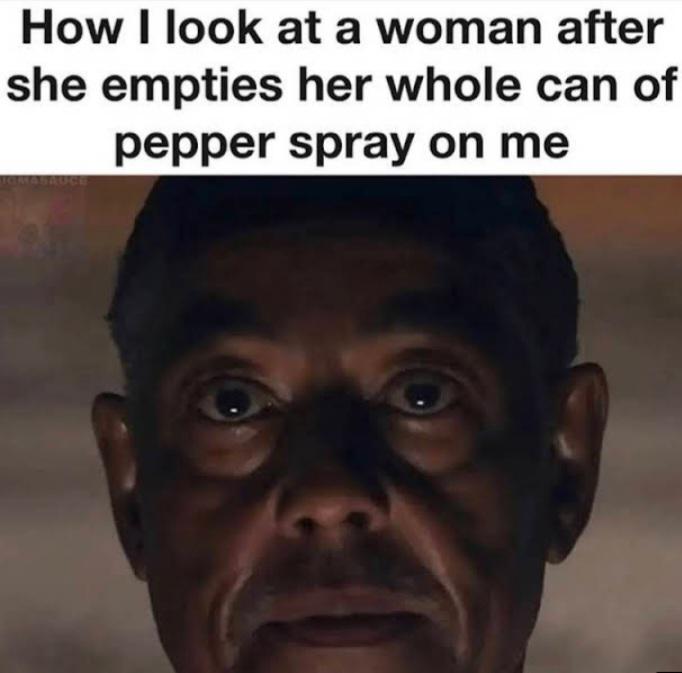 How I look at a woman after
she empties her whole can of
pepper spray on me